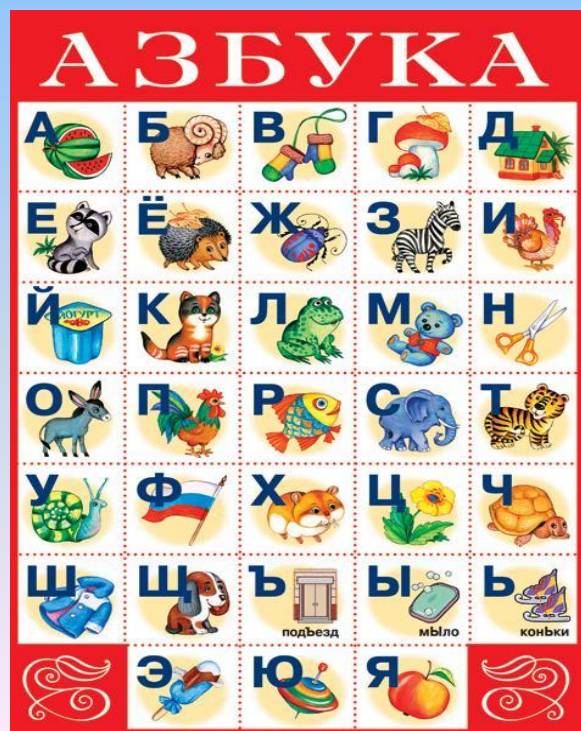 АЗБУКА
А Б В Г Д
Е Ё Ж З И
Й К Л М Н
ЙОГУРТ
О П Р С Т
У Ф Х Ц Ч
Ш Щ Ъ Ы Ь
подЪезд мЫло конЬки
Э Ю Я